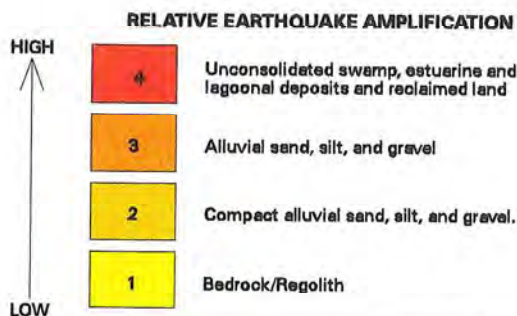 RELATIVE EARTHQUAKE AMPLIFICATION
HIGH
4
Unconsolidated swamp, estuarine and
lagoonal deposits and reclaimed land
3
Alluvial sand, silt, and gravel
2
Compact alluvial sand, silt, and gravel.
1
Bedrock/Regolith
LOW